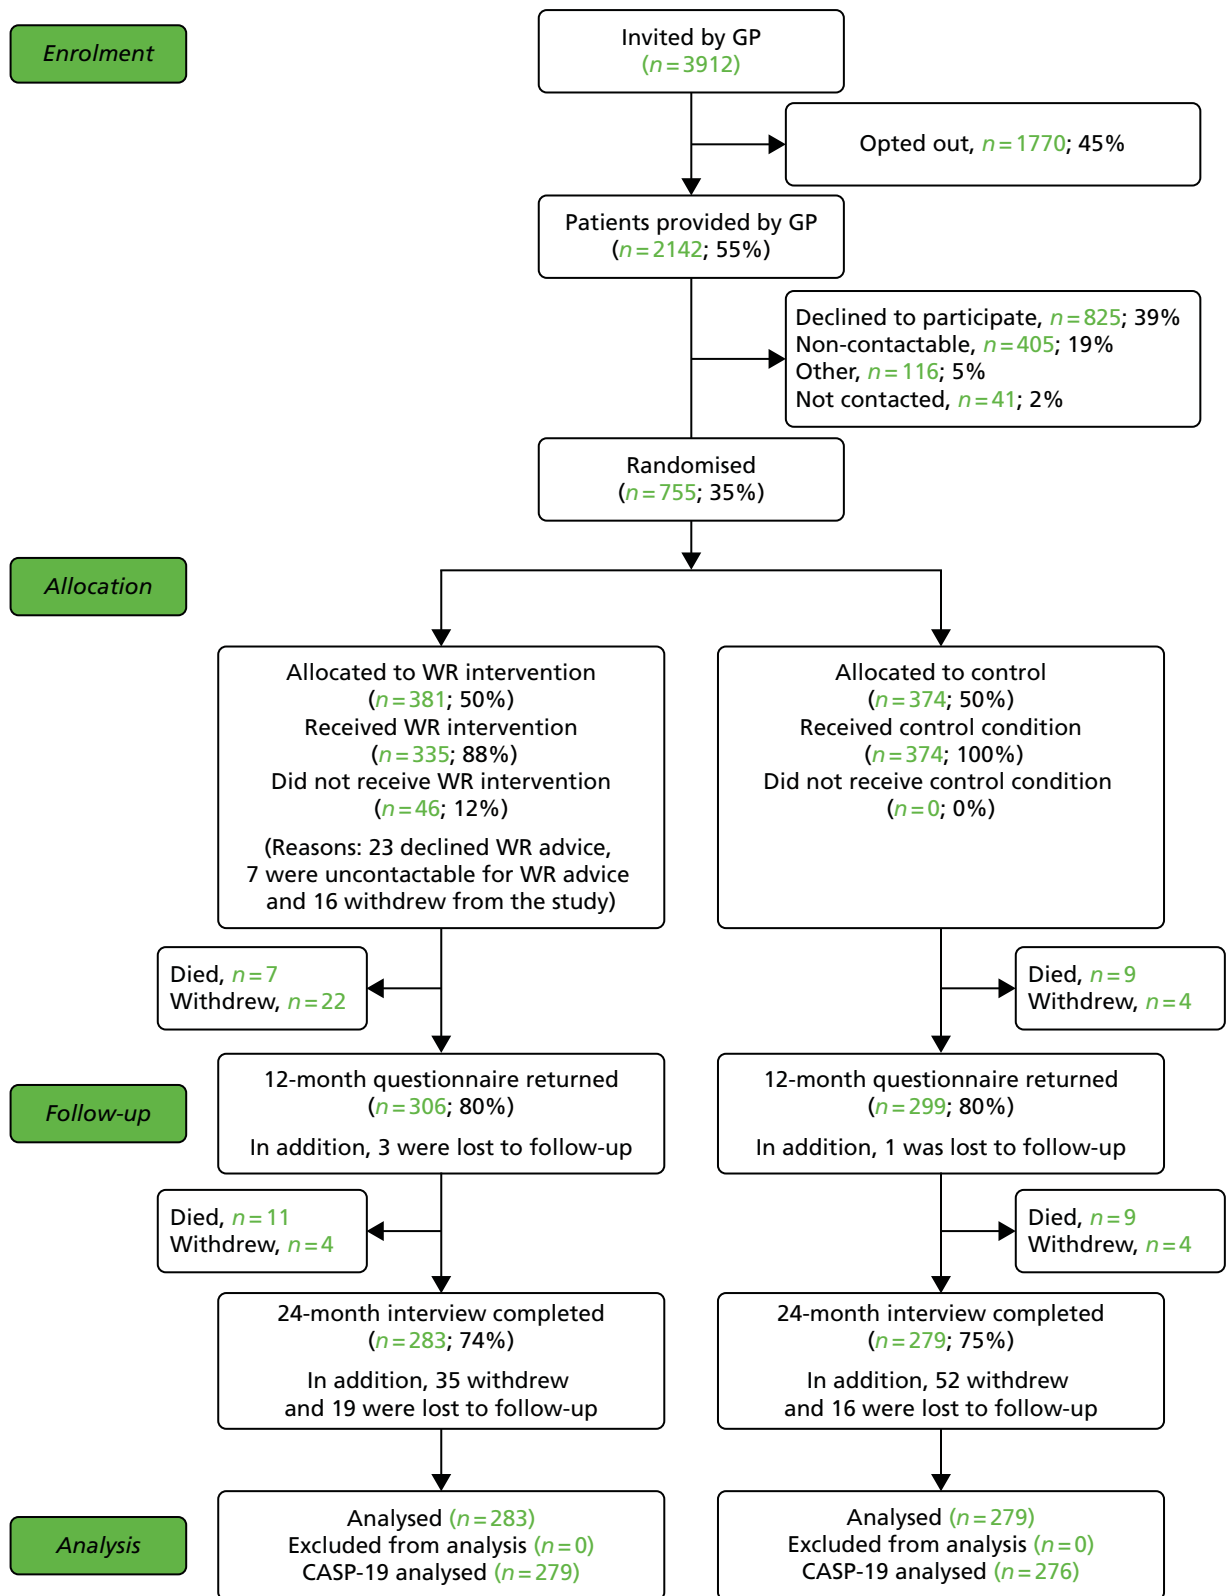 Enrolment
Invited by GP
(n=3912)
Opted out, n=1770; 45%
Patients provided by GP
(n=2142; 55%)
Declined to participate, n=825; 39%
Non-contactable, n=405; 19%
Other, n=116; 5%
Not contacted, n=41; 2%
Randomised
(n=755; 35%)
Allocation
Allocated to WR intervention
(n=381; 50%)
Received WR intervention
(n=335; 88%)
Did not receive WR intervention
(n=46; 12%)
(Reasons: 23 declined WR advice,
7 were uncontactable for WR advice
and 16 withdrew from the study)
Allocated to control
(n=374; 50%)
Received control condition
(n=374; 100%)
Did not receive control condition
(n=0; 0%)
Died, n=7
Withdrew, n=22
Died, n=9
Withdrew, n=4
Follow-up
12-month questionnaire returned
(n=306; 80%)
In addition, 3 were lost to follow-up
12-month questionnaire returned
(n=299; 80%)
In addition, 1 was lost to follow-up
Died, n=11
Withdrew, n=4
Died, n=9
Withdrew, n=4
24-month interview completed
(n=283; 74%)
In addition, 35 withdrew
and 19 were lost to follow-up
24-month interview completed
(n=279; 75%)
In addition, 52 withdrew
and 16 were lost to follow-up
Analysis
Analysed (n=283)
Excluded from analysis (n=0)
CASP-19 analysed (n=279)
Analysed (n=279)
Excluded from analysis (n=0)
CASP-19 analysed (n=276)